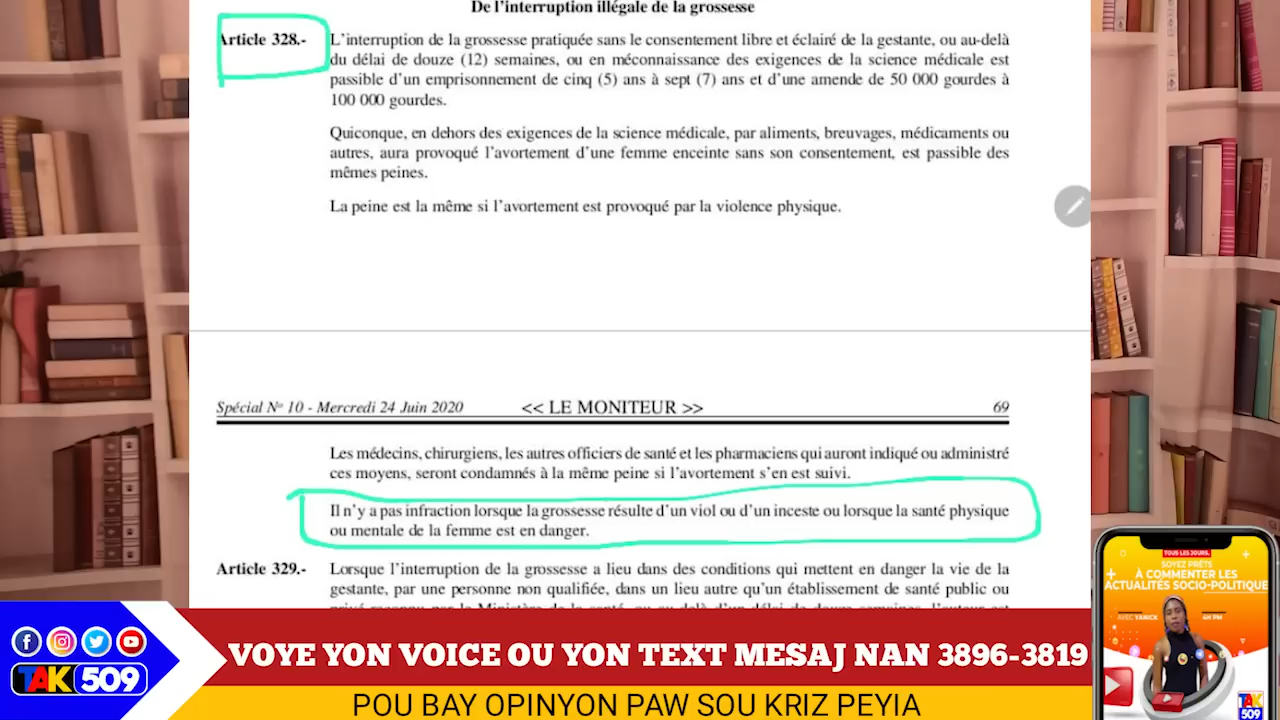 De l'interruption illégale de la grossesse
Article 328.- L'interruption de la grossesse pratiquée sans le consentement libre et éclairé de la gestante, ou au-delà
du délai de douze (12) semaines, ou en méconnaissance des exigences de la science médicale est
passible d'un emprisonnement de cinq (5) ans à sept (7) ans et d'une amende de 50 000 gourdes à
100 000 gourdes.
Quiconque, en dehors des exigences de la science médicale, par aliments, breuvages, médicaments ou
autres, aura provoqué l'avortement d'une femme enceinte sans son consentement, est passible des
mêmes peines.
La peine est la même si l'avortement est provoqué par la violence physique.
Spécial Nº 10 - Mercredi 24 Juin 2020 << LE MONITEUR >> 69
Les médecins, chirurgiens, les autres officiers de santé et les pharmaciens qui auront indiqué ou administré
ces moyens, seront condamnés à la même peine si l'avortement s'en est suivi.
Il n'y a pas infraction lorsque la grossesse résulte d'un viol ou d'un inceste ou lorsque la santé physique
ou mentale de la femme est en danger.
Article 329.- Lorsque l'interruption de la grossesse a lieu dans des conditions qui mettent en danger la vie de la
gestante, par une personne non qualifiée, dans un lieu autre qu'un établissement de santé public ou
TOUS LES JOURS,
SOYEZ PRÊTS
À COMMENTER LES
ACTUALITÉS SOCIO-POLITIQUE
AVEC YANICK
4H PM
TAK 509
TAK 509
VOYE YON VOICE OU YON TEXT MESAJ NAN 3896-3819
POU BAY OPINYON PAW SOU KRIZ PEYIA